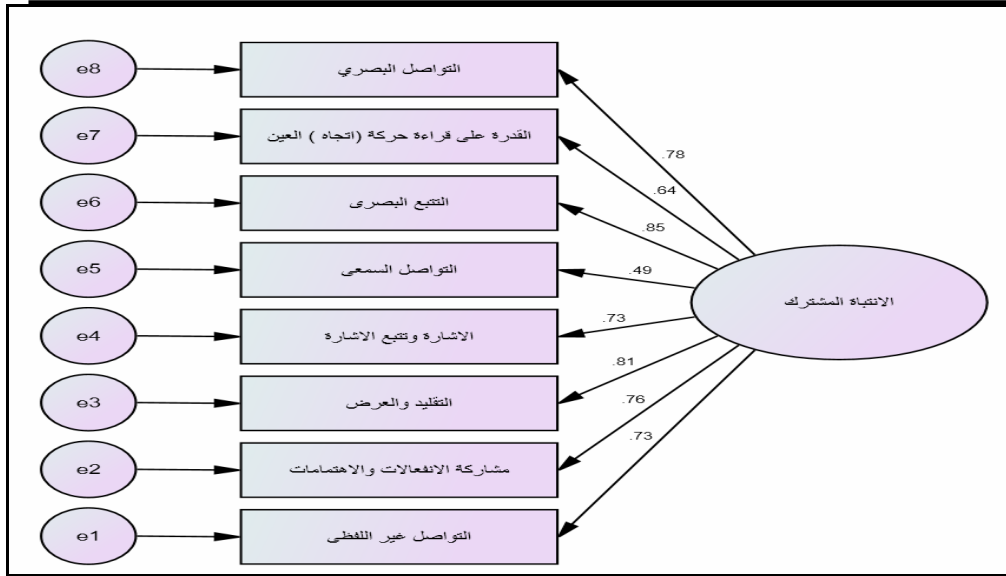 e8
التواصل البصري
.78
e7
القدرة على قراءة حركة (اتجاه ) العين
.64
e6
التتبع البصرى
.85
e5
التواصل السمعى
.49
الانتباة المشترك
e4
الاشارة وتتبع الاشارة
.73
e3
التقليد والعرض
.81
e2
مشاركة الانفعالات والاهتمامات
.76
e1
التواصل غير اللفظى
.73